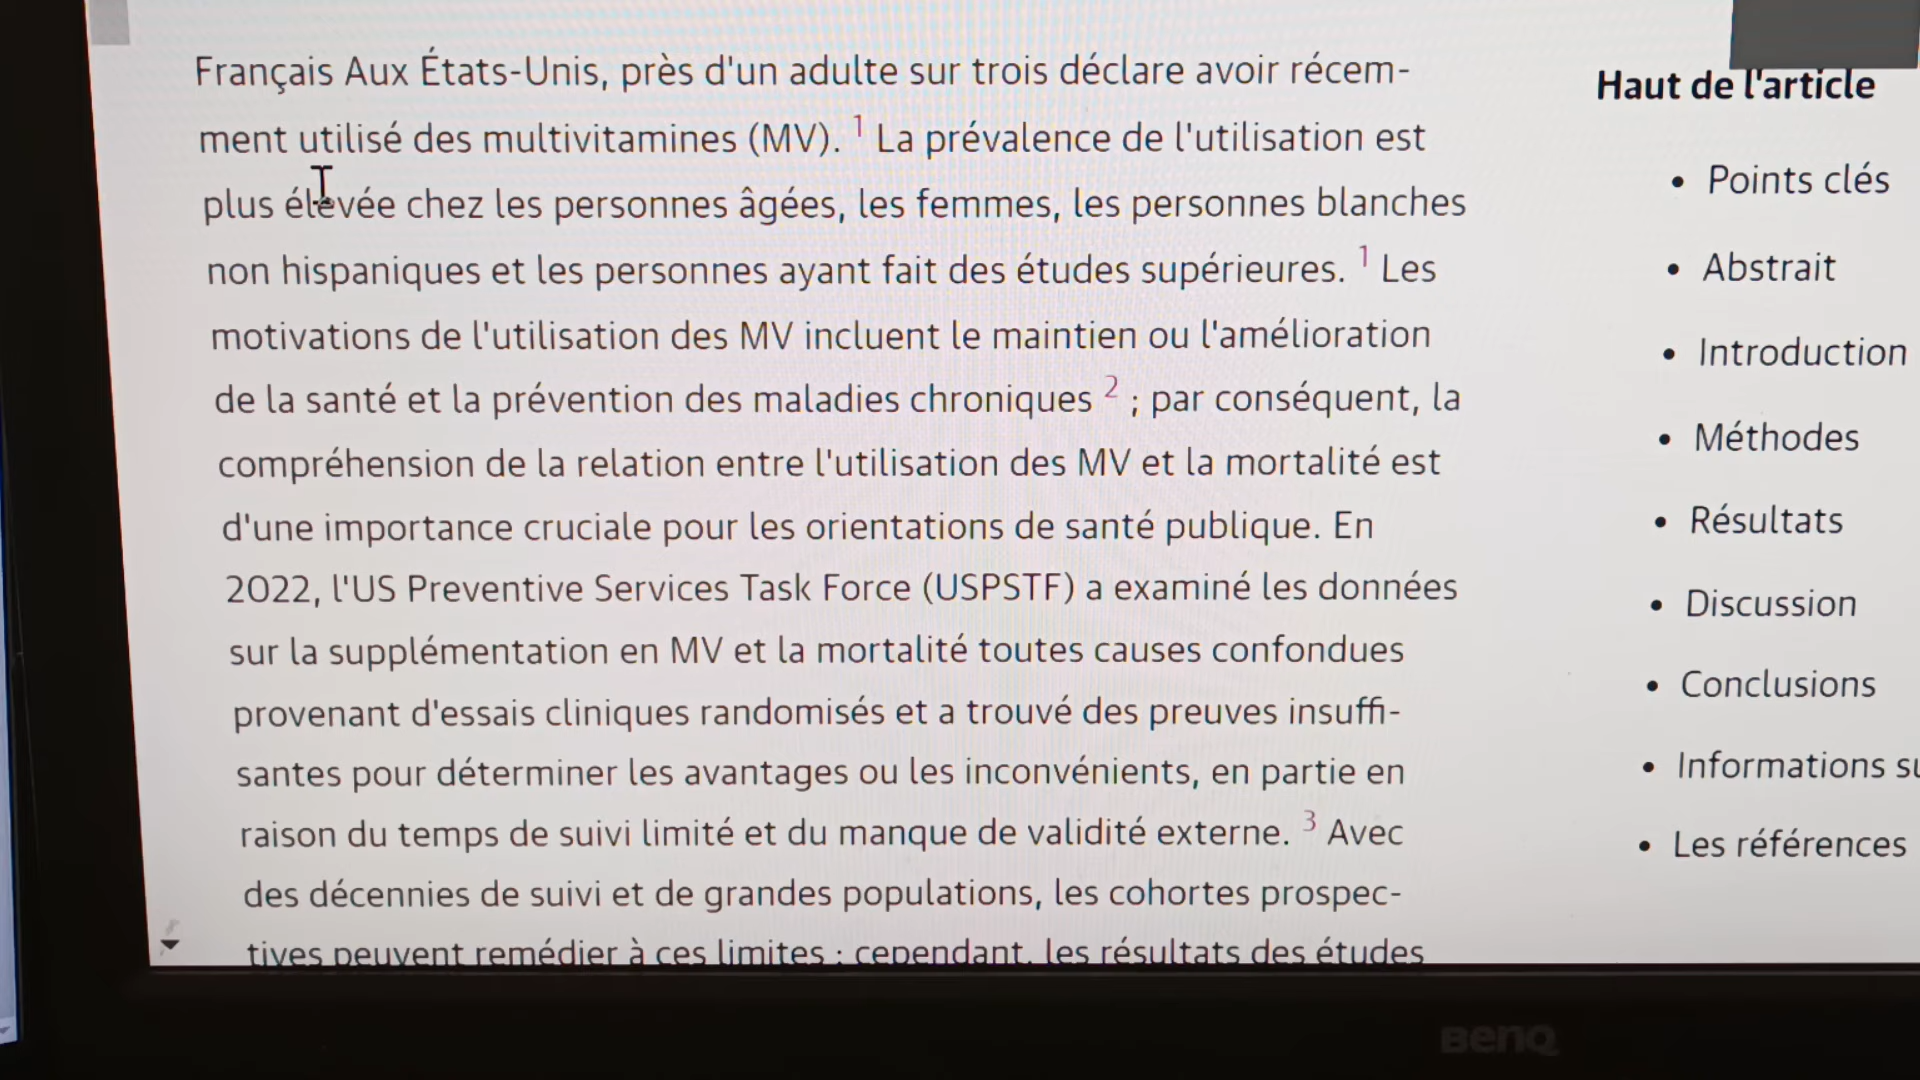 Français Aux États-Unis, près d'un adulte sur trois déclare avoir récem-
ment utilisé des multivitamines (MV). 1 La prévalence de l'utilisation est
plus élevée chez les personnes âgées, les femmes, les personnes blanches
non hispaniques et les personnes ayant fait des études supérieures. 1 Les
motivations de l'utilisation des MV incluent le maintien ou l'amélioration
de la santé et la prévention des maladies chroniques 2 ; par conséquent, la
compréhension de la relation entre l'utilisation des MV et la mortalité est
d'une importance cruciale pour les orientations de santé publique. En
2022, l'US Preventive Services Task Force (USPSTF) a examiné les données
sur la supplémentation en MV et la mortalité toutes causes confondues
provenant d'essais cliniques randomisés et a trouvé des preuves insuffi-
santes pour déterminer les avantages ou les inconvénients, en partie en
raison du temps de suivi limité et du manque de validité externe. 3 Avec
des décennies de suivi et de grandes populations, les cohortes prospec-
tives peuvent remédier à ces limites ; cependant, les résultats des études
Haut de l'article
• Points clés
• Abstrait
• Introduction
• Méthodes
• Résultats
• Discussion
• Conclusions
• Informations su
• Les références
BenQ